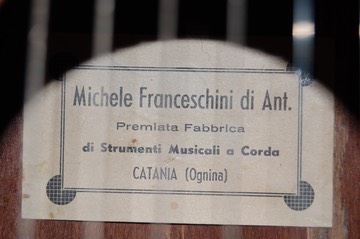 Michele Franceschini di Ant.
Premiata Fabbrica
di Strumenti Musicali a Corda
CATANIA (Ognina)